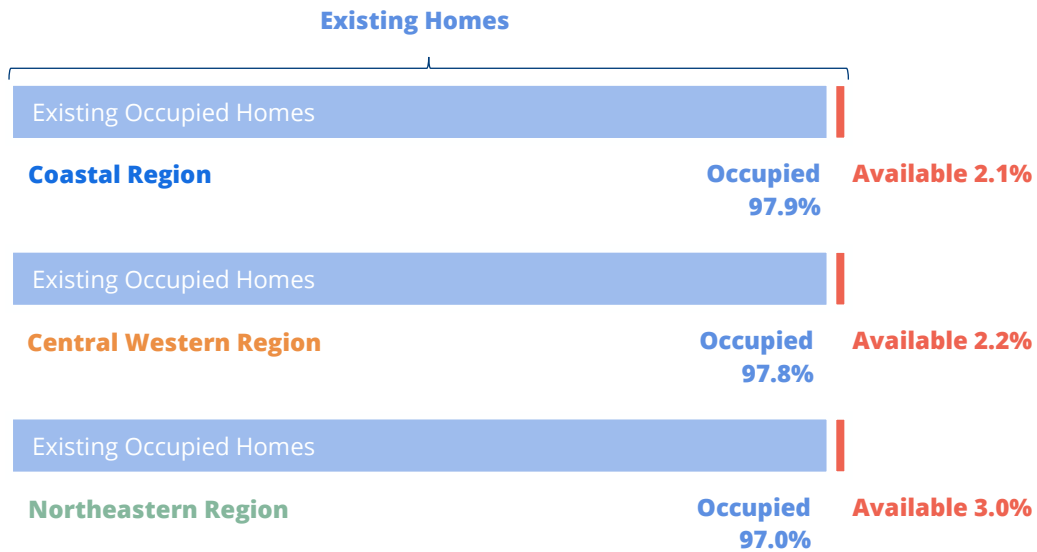 Existing Homes
Existing Occupied Homes
Coastal Region
Occupied
97.9%
Available 2.1%
Existing Occupied Homes
Central Western Region
Occupied
97.8%
Available 2.2%
Existing Occupied Homes
Northeastern Region
Occupied
97.0%
Available 3.0%